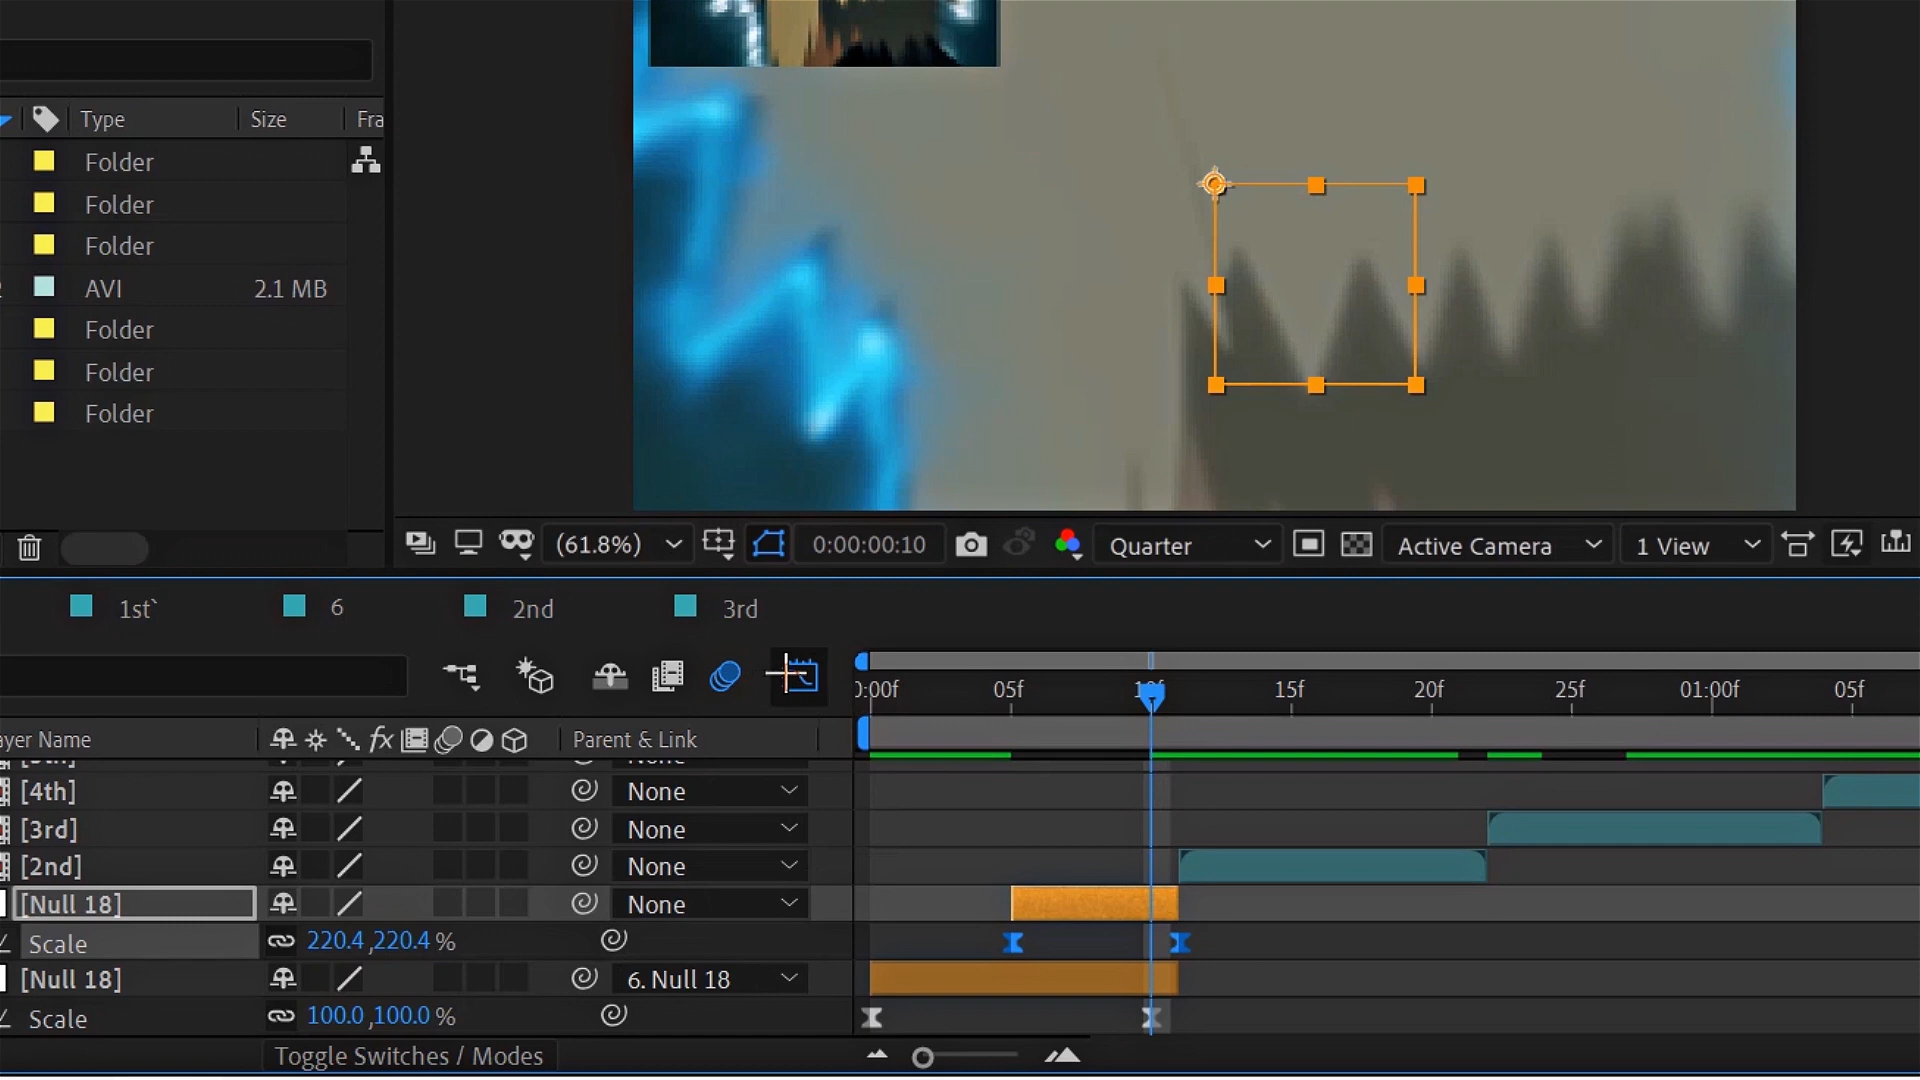 Type Size Fra
Folder
Folder
Folder
AVI 2.1 MB
Folder
Folder
Folder
(61.8%) 0:00:00:10 Quarter Active Camera 1 View
1st` 6 2nd 3rd
0:00f 05f 10f 15f 20f 25f 01:00f 05f
ayer Name fx Parent & Link
[4th] None
[3rd] None
[2nd] None
[Null 18] None
Scale 220.4,220.4 %
[Null 18] 6. Null 18
Scale 100.0,100.0 %
Toggle Switches / Modes